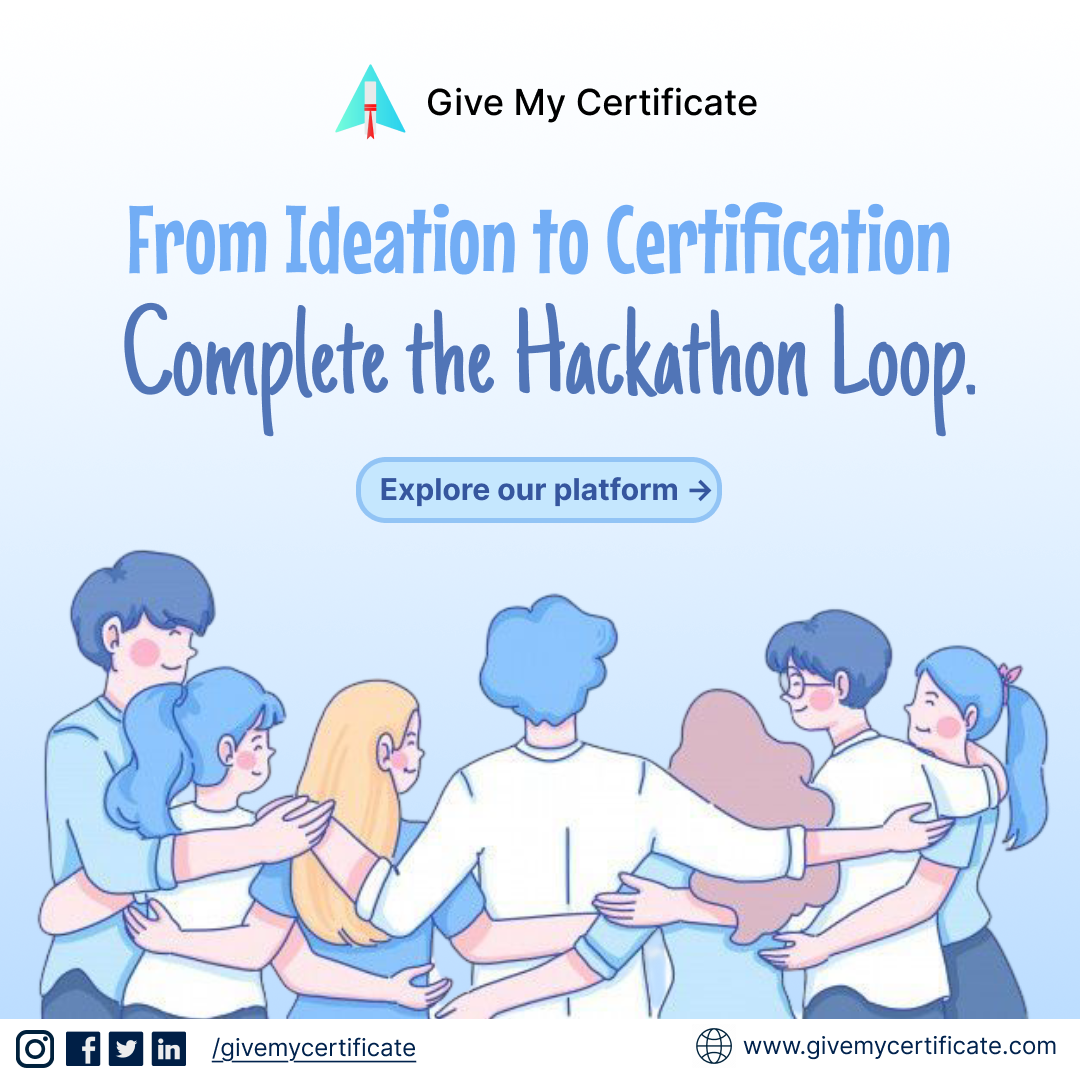 Give My Certificate
From Ideation to Certification
Complete the Hackathon Loop.
Explore our platform →
/givemycertificate
www.givemycertificate.com